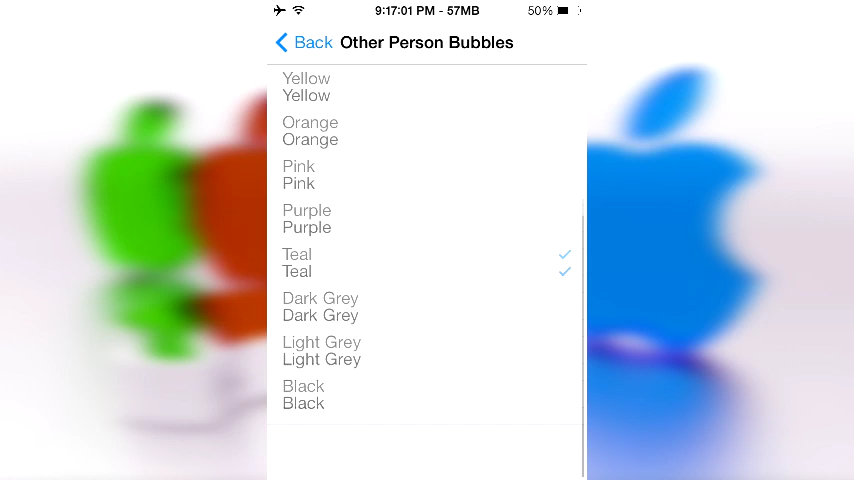 9:17:01 PM - 57MB
50%
Back Other Person Bubbles
Yellow
Yellow
Orange
Orange
Pink
Pink
Purple
Purple
Teal
Teal
Dark Grey
Dark Grey
Light Grey
Light Grey
Black
Black